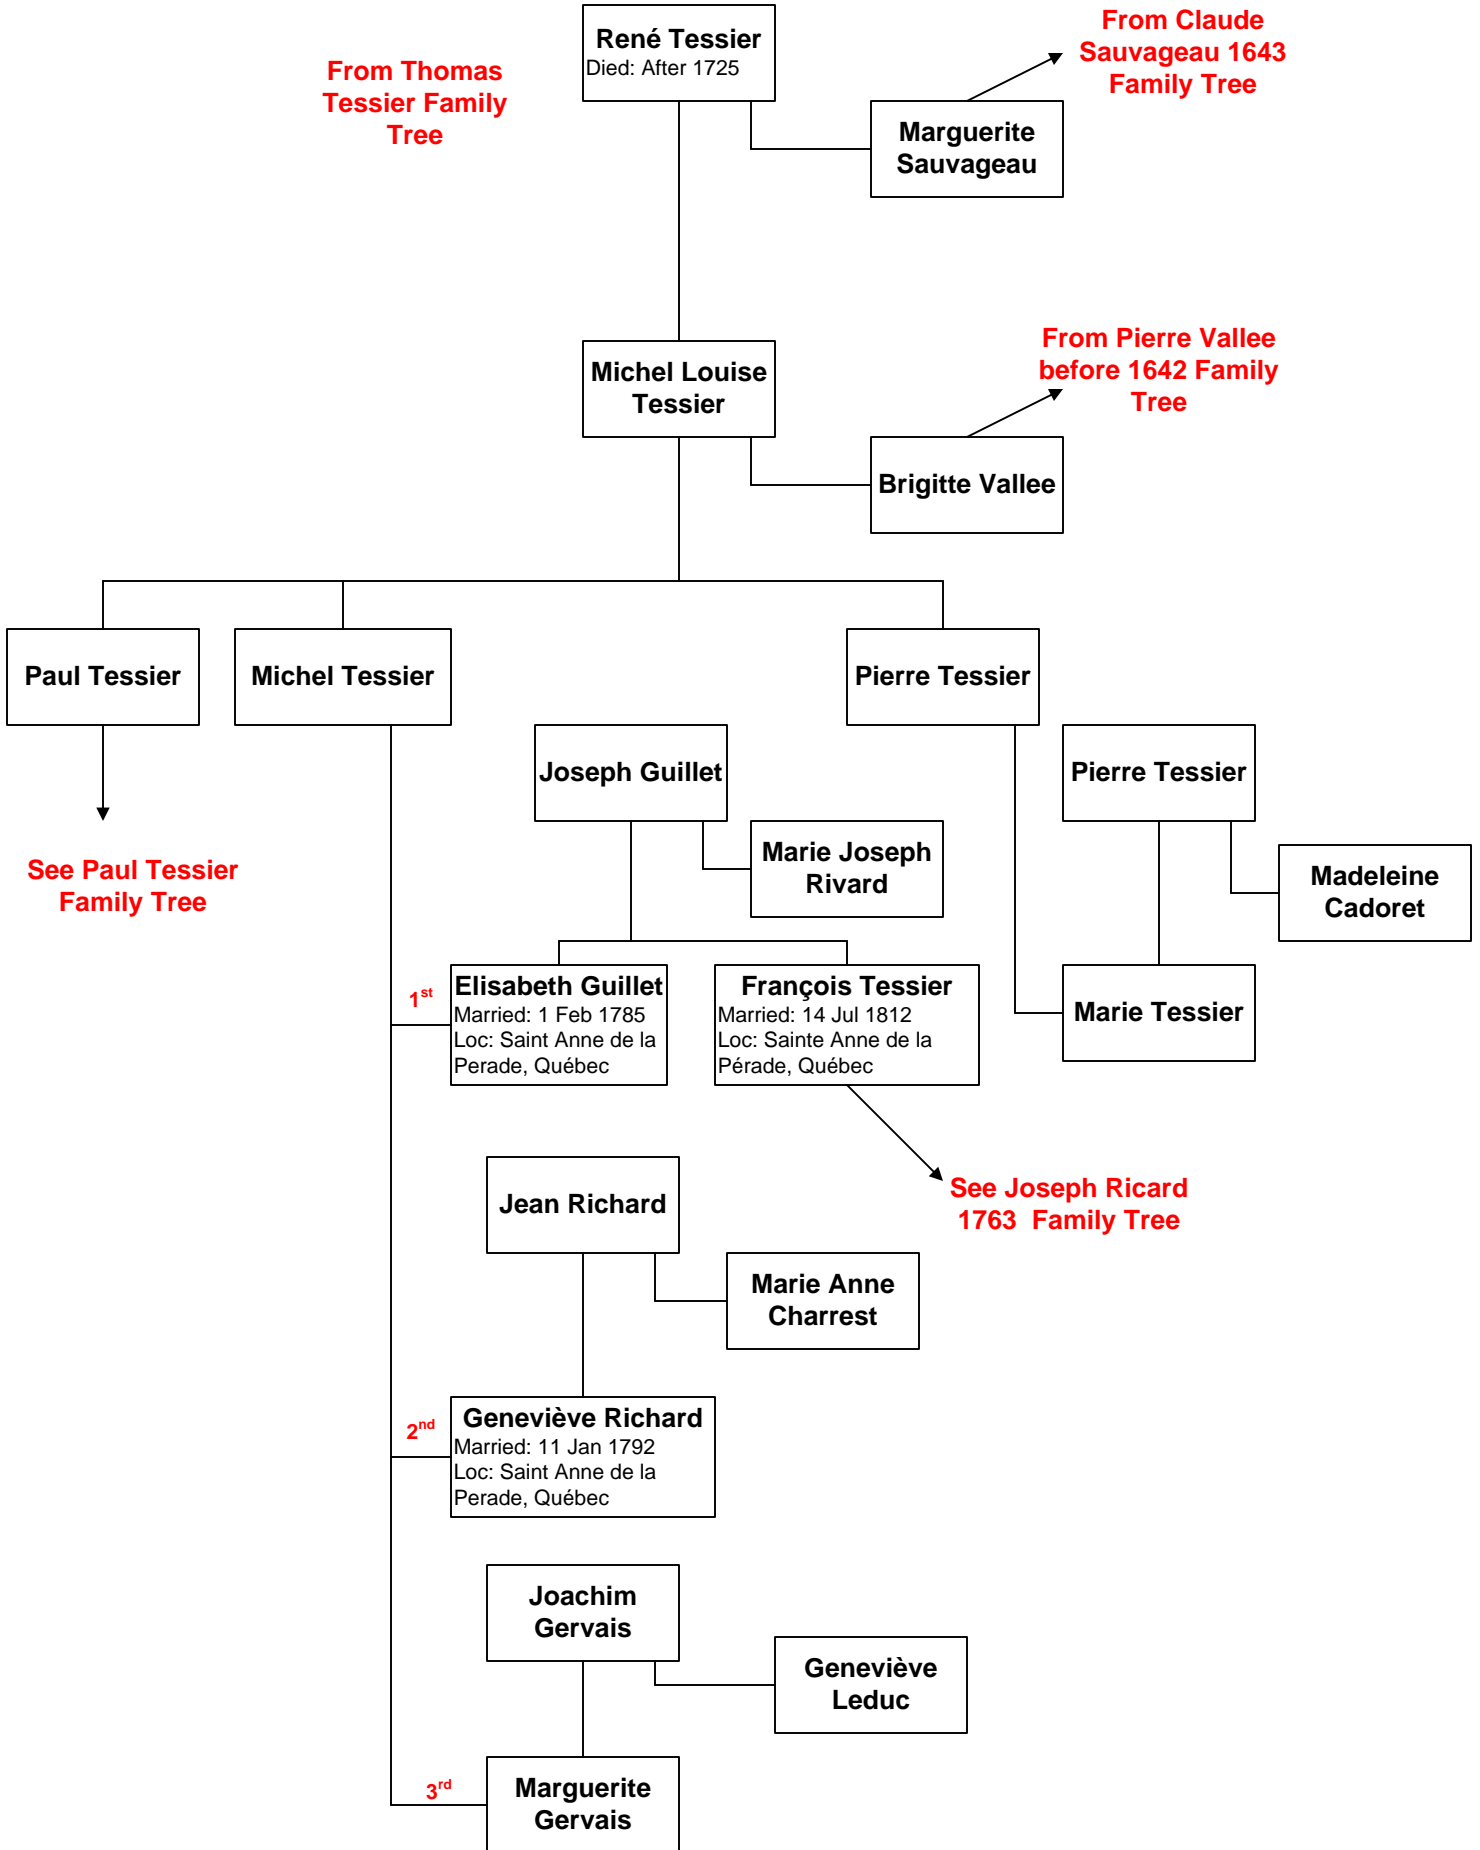 From Thomas
Tessier Family
Tree
René Tessier
Died: After 1725
From Claude
Sauvageau 1643
Family Tree
Marguerite
Sauvageau
Michel Louise
Tessier
From Pierre Vallee
before 1642 Family
Tree
Brigitte Vallee
Paul Tessier
Michel Tessier
Pierre Tessier
See Paul Tessier
Family Tree
Joseph Guillet
Marie Joseph
Rivard
Pierre Tessier
Madeleine
Cadoret
1st
Elisabeth Guillet
Married: 1 Feb 1785
Loc: Saint Anne de la
Perade, Québec
François Tessier
Married: 14 Jul 1812
Loc: Sainte Anne de la
Pérade, Québec
Marie Tessier
See Joseph Ricard
1763  Family Tree
Jean Richard
Marie Anne
Charrest
2nd
Geneviève Richard
Married: 11 Jan 1792
Loc: Saint Anne de la
Perade, Québec
Joachim
Gervais
Geneviève
Leduc
3rd
Marguerite
Gervais